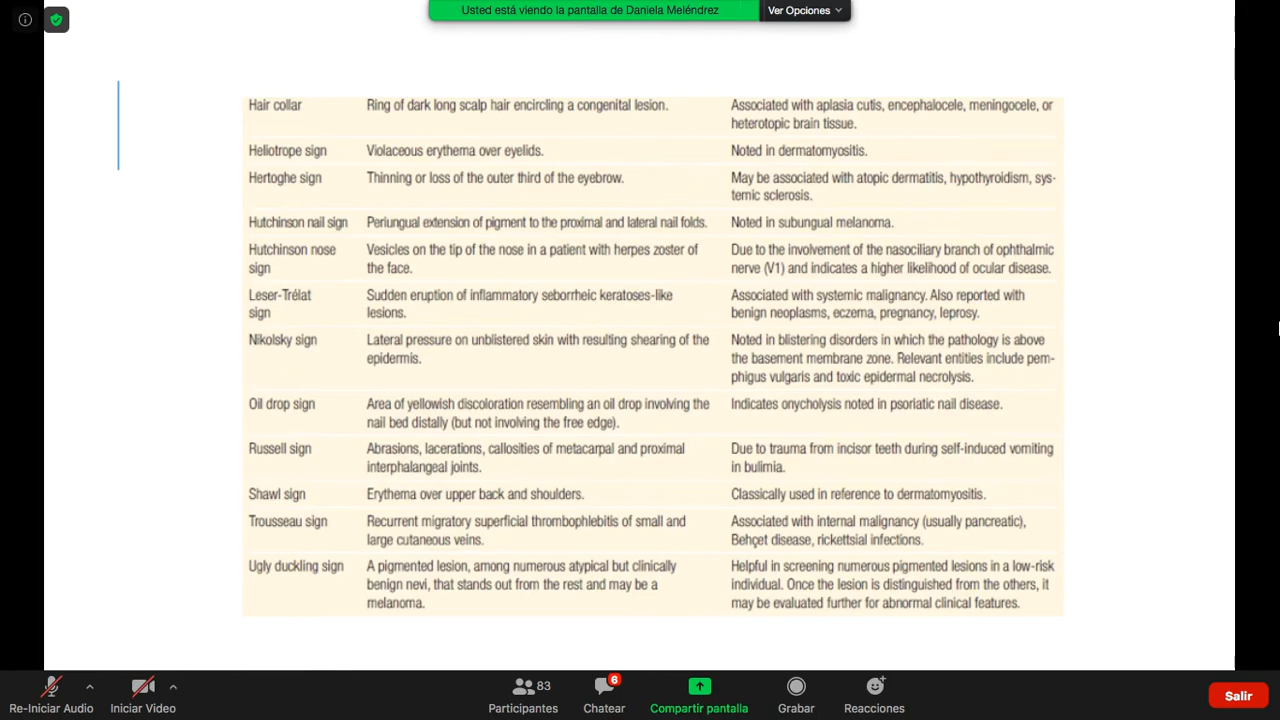 Usted está viendo la pantalla de Daniela Meléndrez
Ver Opciones
Hair collar
Ring of dark long scalp hair encircling a congenital lesion.
Associated with aplasia cutis, encephalocele, meningocele, or
heterotopic brain tissue.
Heliotrope sign
Violaceous erythema over eyelids.
Noted in dermatomyositis.
Hertoghe sign
Thinning or loss of the outer third of the eyebrow.
May be associated with atopic dermatitis, hypothyroidism, sys-
temic sclerosis.
Hutchinson nail sign
Periungual extension of pigment to the proximal and lateral nail folds.
Noted in subungual melanoma.
Hutchinson nose
sign
Vesicles on the tip of the nose in a patient with herpes zoster of
the face.
Due to the involvement of the nasociliary branch of ophthalmic
nerve (V1) and indicates a higher likelihood of ocular disease.
Leser-Trélat
sign
Sudden eruption of inflammatory seborrheic keratoses-like
lesions.
Associated with systemic malignancy. Also reported with
benign neoplasms, eczema, pregnancy, leprosy.
Nikolsky sign
Lateral pressure on unblistered skin with resulting shearing of the
epidermis.
Noted in blistering disorders in which the pathology is above
the basement membrane zone. Relevant entities include pem-
phigus vulgaris and toxic epidermal necrolysis.
Oil drop sign
Area of yellowish discoloration resembling an oil drop involving the
nail bed distally (but not involving the free edge).
Indicates onycholysis noted in psoriatic nail disease.
Russell sign
Abrasions, lacerations, callosities of metacarpal and proximal
interphalangeal joints.
Due to trauma from incisor teeth during self-induced vomiting
in bulimia.
Shawl sign
Erythema over upper back and shoulders.
Classically used in reference to dermatomyositis.
Trousseau sign
Recurrent migratory superficial thrombophlebitis of small and
large cutaneous veins.
Associated with internal malignancy (usually pancreatic),
Behçet disease, rickettsial infections.
Ugly duckling sign
A pigmented lesion, among numerous atypical but clinically
benign nevi, that stands out from the rest and may be a
melanoma.
Helpful in screening numerous pigmented lesions in a low-risk
individual. Once the lesion is distinguished from the others, it
may be evaluated further for abnormal clinical features.
Re-Iniciar Audio
Iniciar Video
83
Participantes
6
Chatear
Compartir pantalla
Grabar
Reacciones
Salir